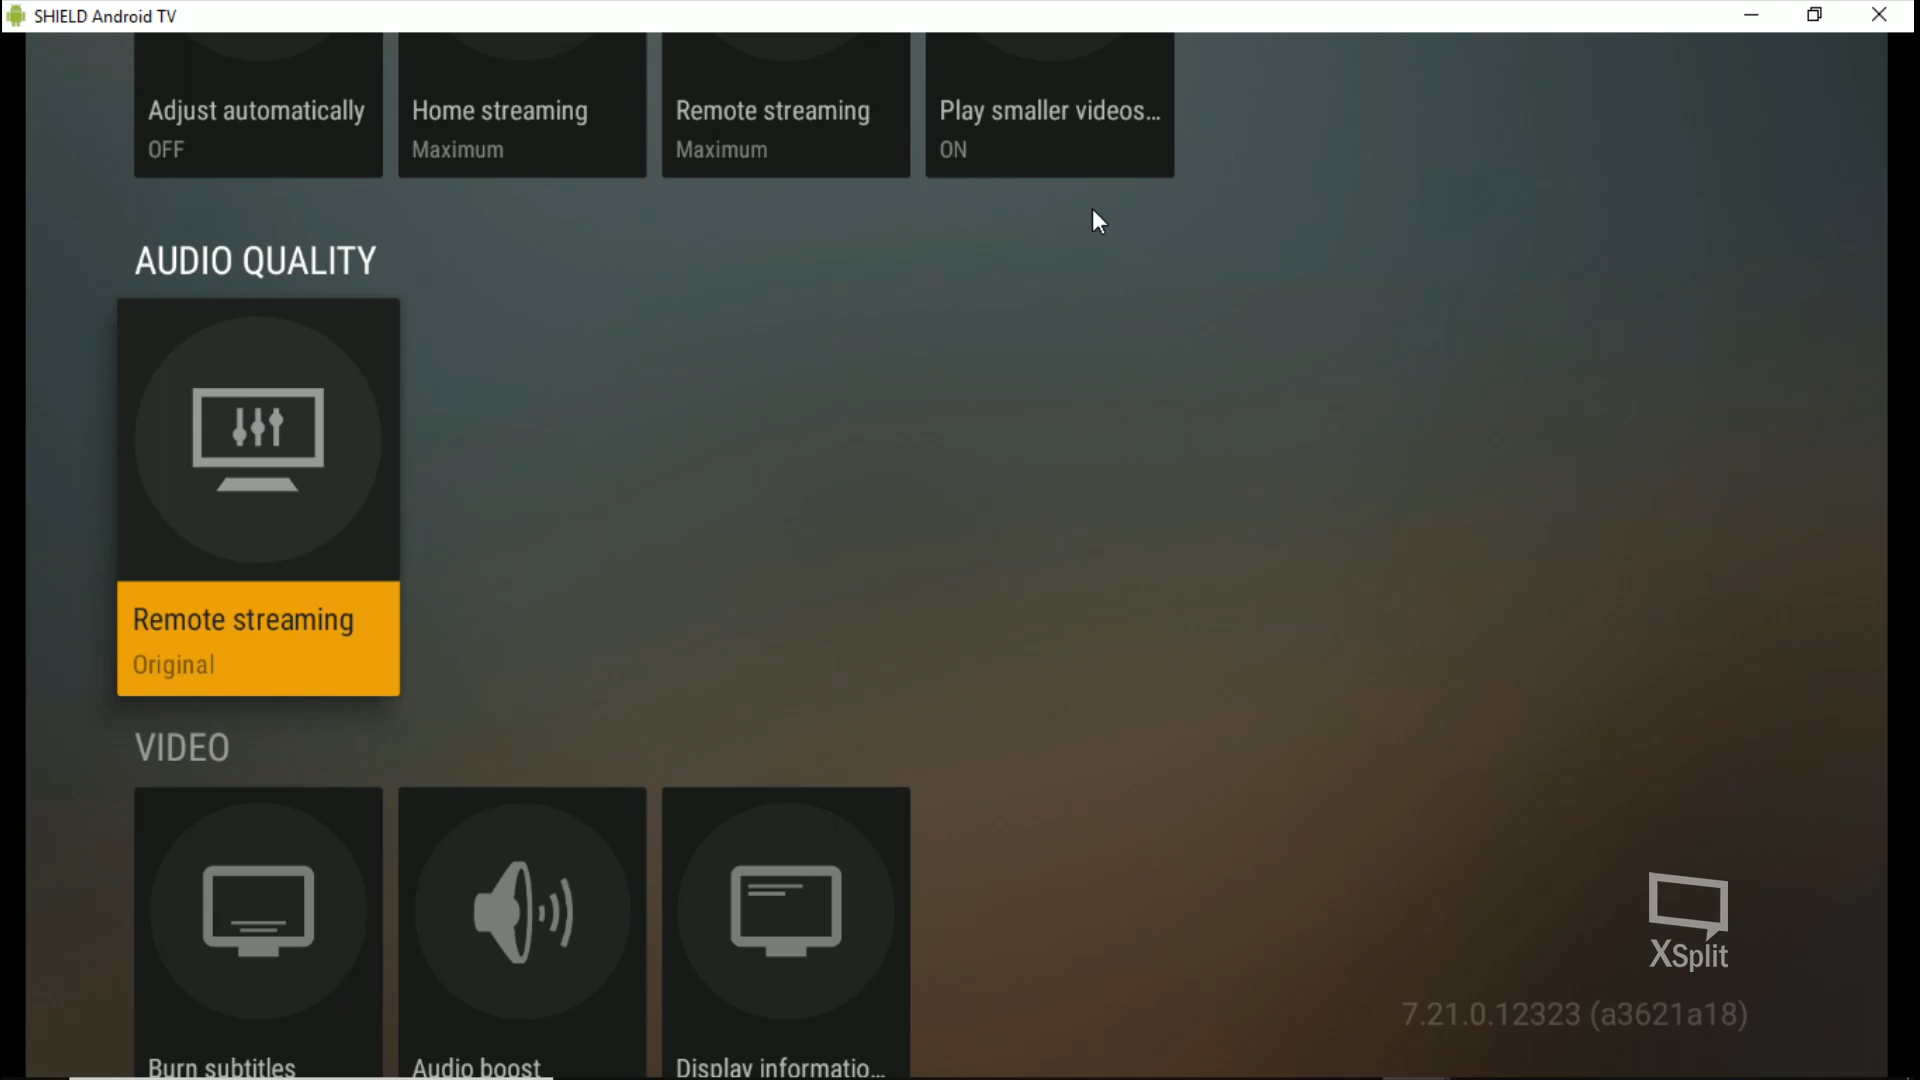 SHIELD Android TV
Adjust automatically
OFF
Home streaming
Maximum
Remote streaming
Maximum
Play smaller videos...
ON
AUDIO QUALITY
Remote streaming
Original
VIDEO
Burn subtitles
Audio boost
Display informatio...
XSplit
7.21.0.12323 (a3621a18)